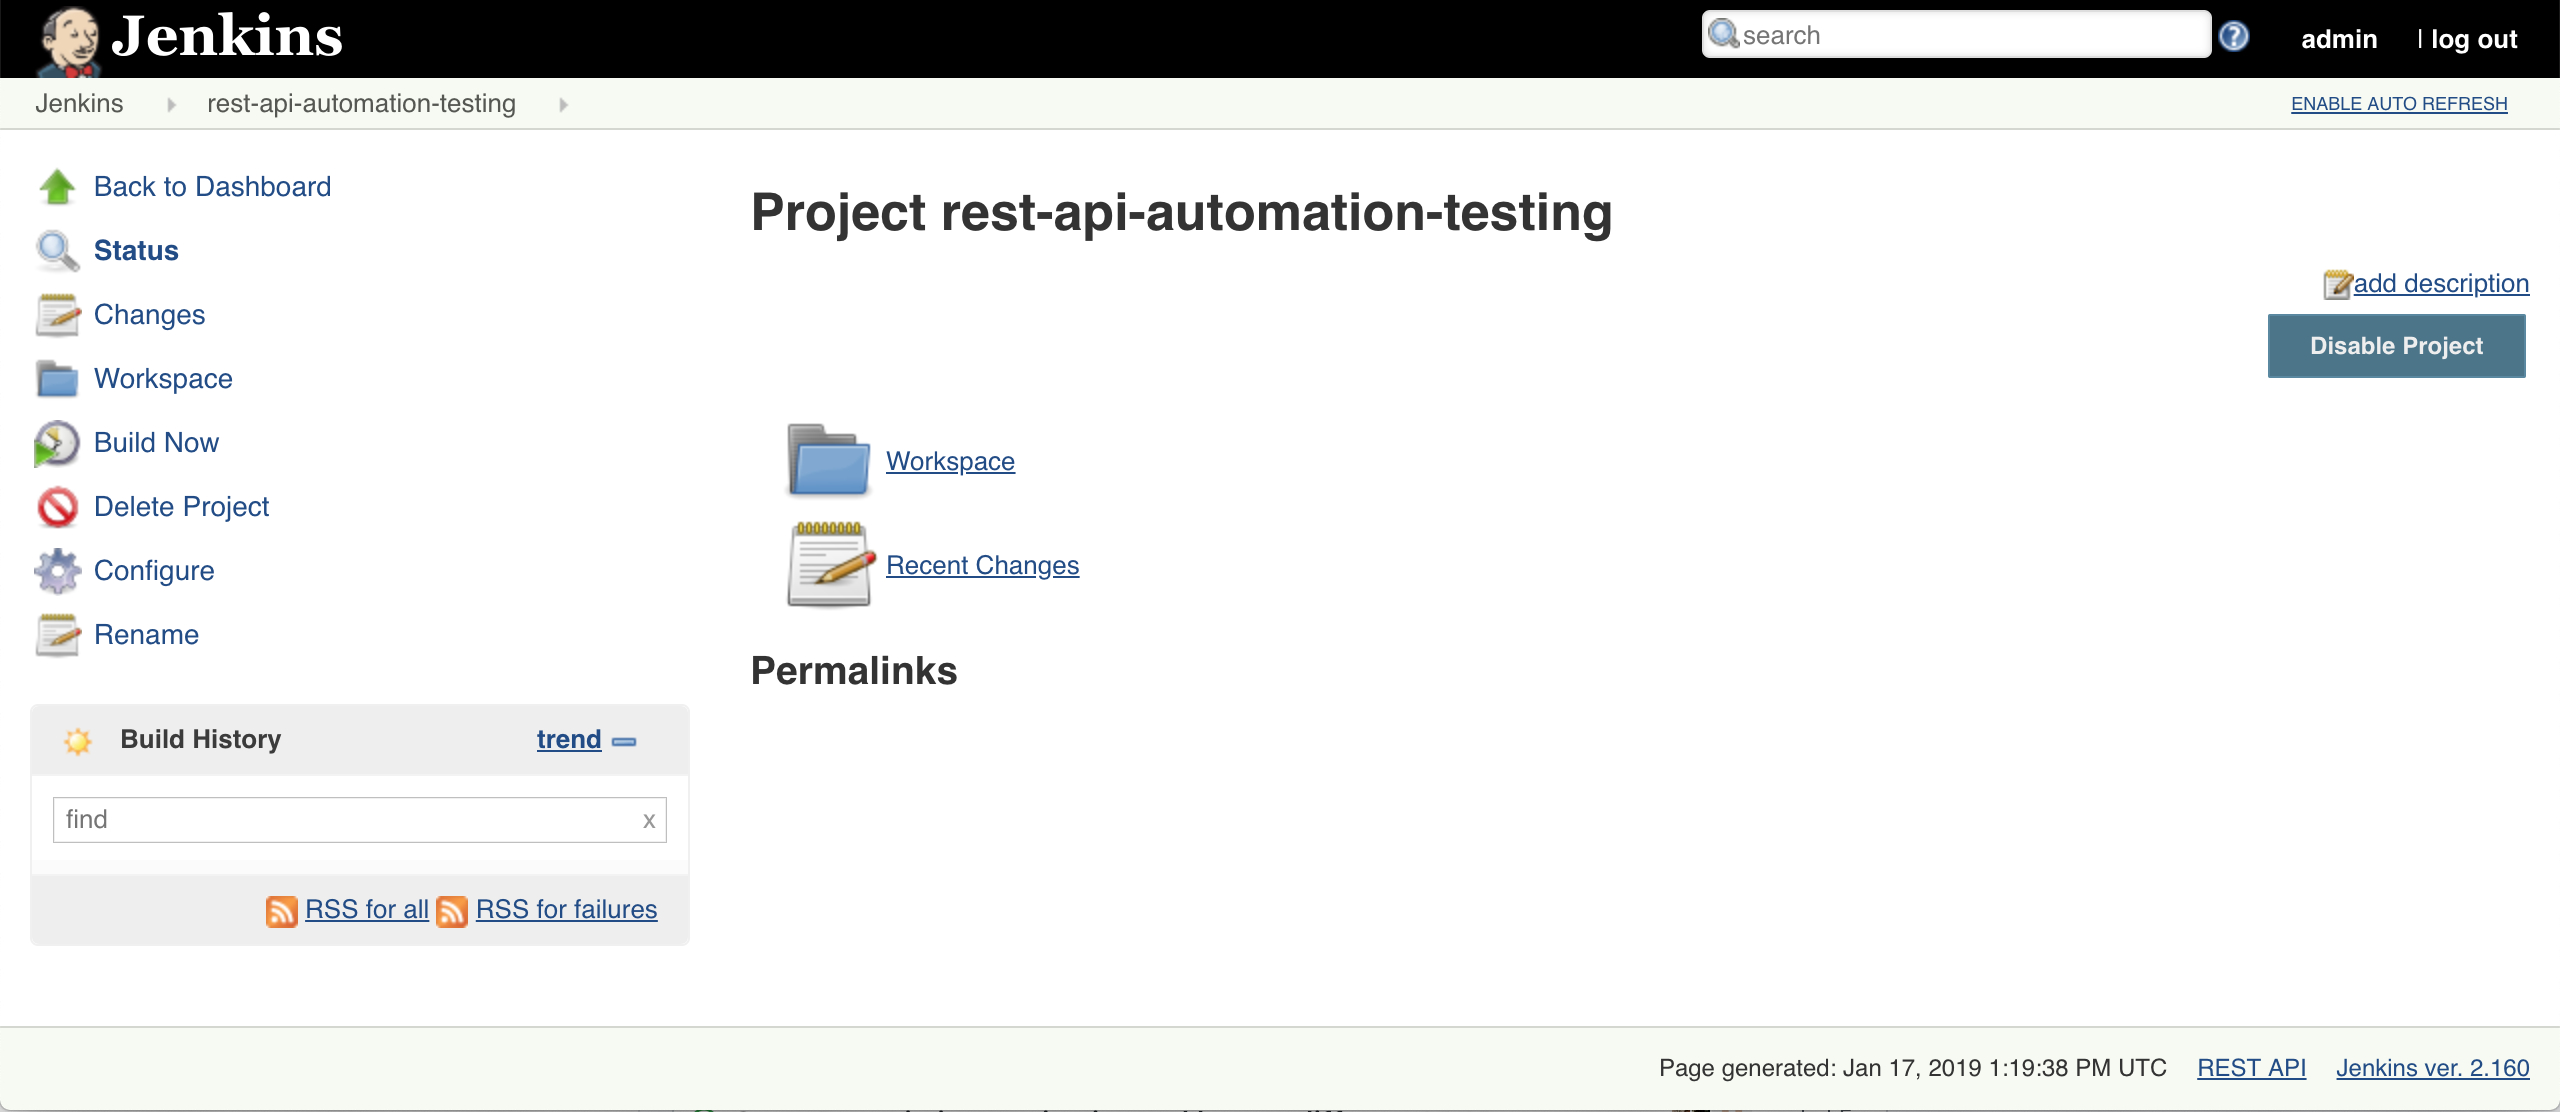 Jenkins
search
admin | log out
Jenkins rest-api-automation-testing
ENABLE AUTO REFRESH
Back to Dashboard
Status
Changes
Workspace
Build Now
Delete Project
Configure
Rename
Build History trend
find x
RSS for all RSS for failures
Project rest-api-automation-testing
add description
Disable Project
Workspace
Recent Changes
Permalinks
Page generated: Jan 17, 2019 1:19:38 PM UTC REST API Jenkins ver. 2.160